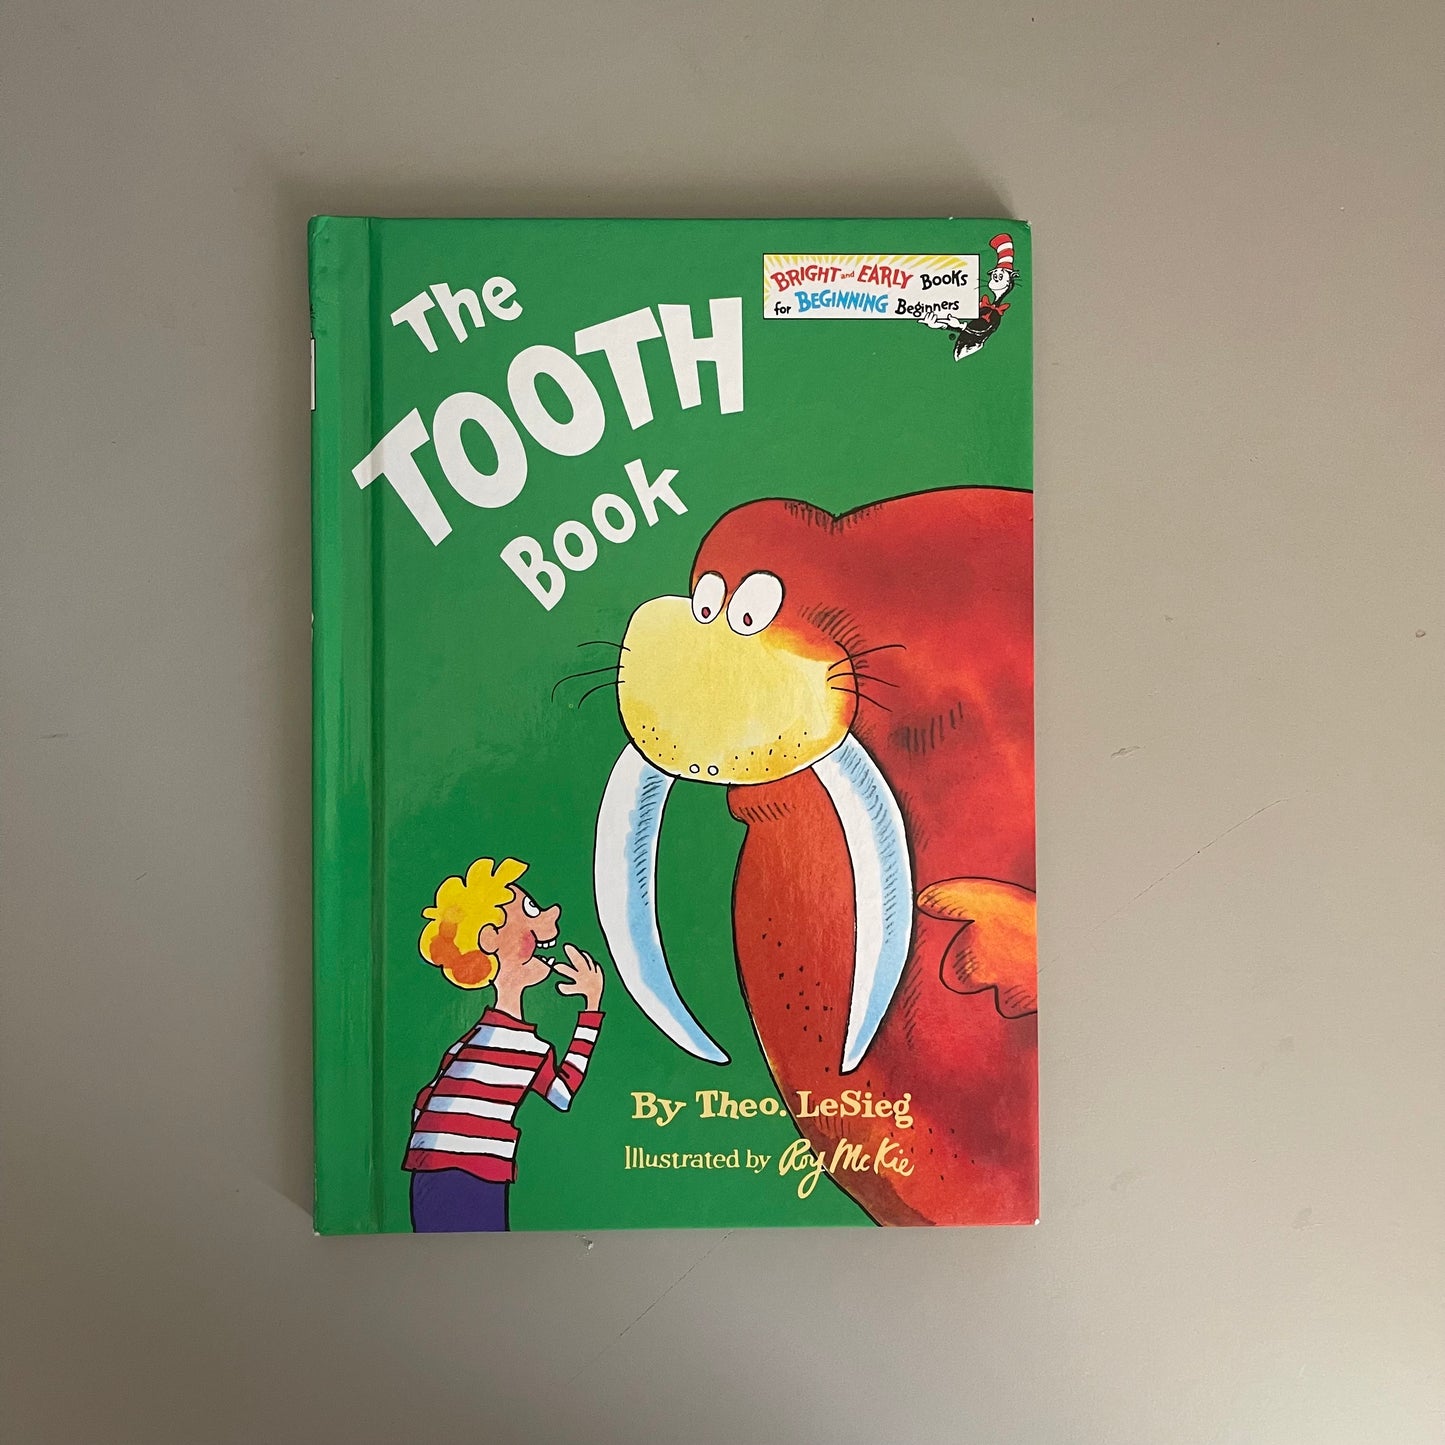 The
TOOTH
Book
BRIGHT and EARLY Books
for BEGINNING Beginners
By Theo. LeSieg
Illustrated by Roy McKie